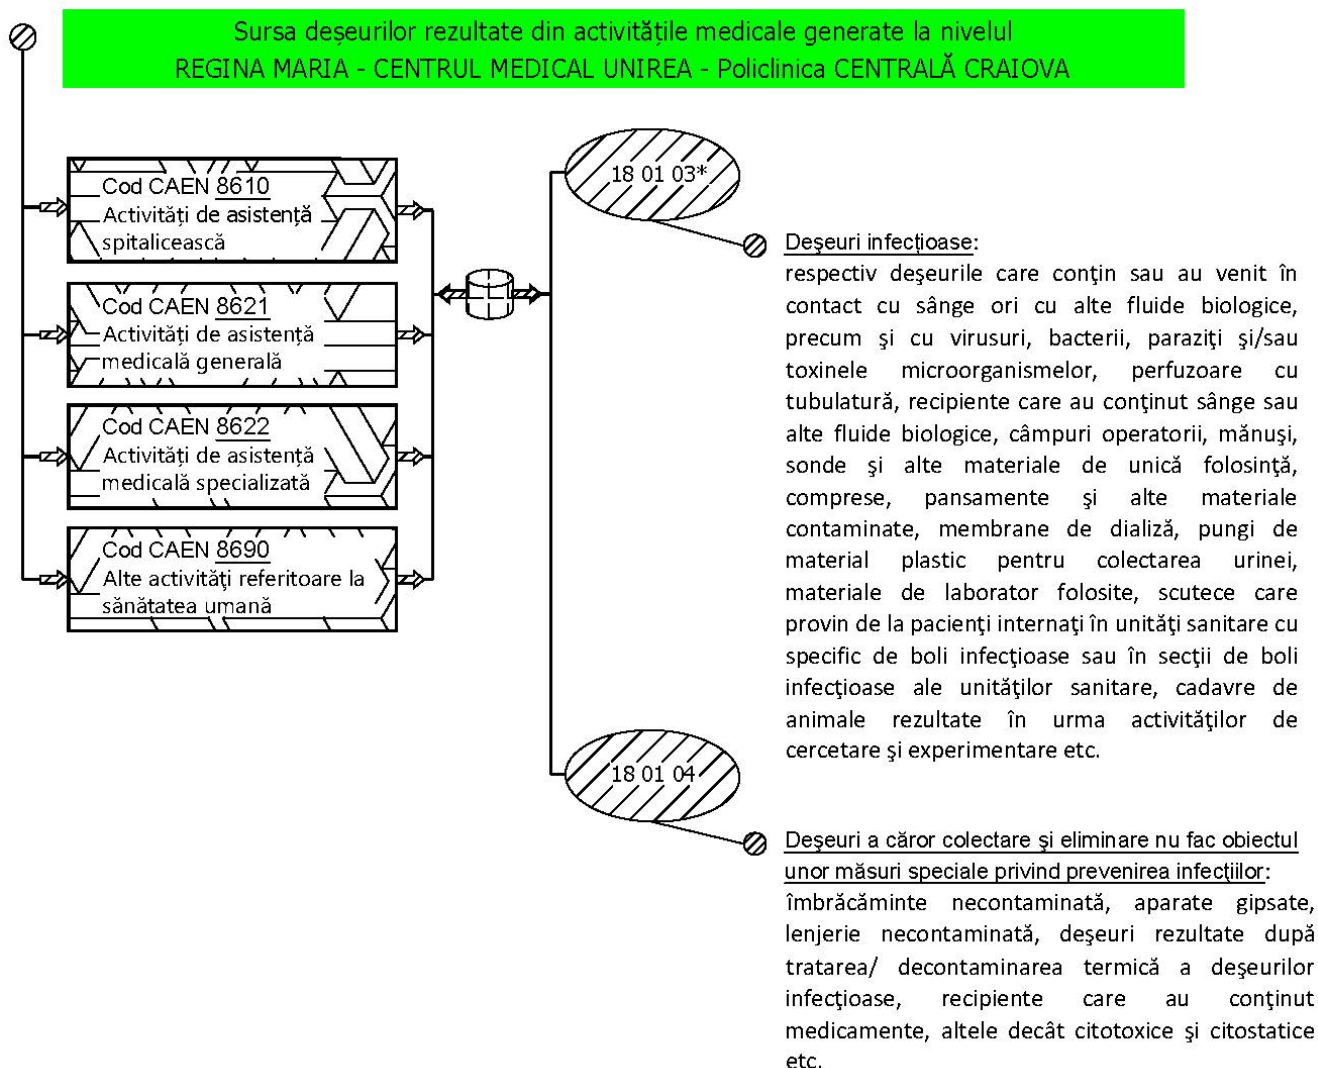 Sursa deșeurilor rezultate din activitățile medicale generate la nivelul
REGINA MARIA - CENTRUL MEDICAL UNIREA - Policlinica CENTRALĂ CRAIOVA
Cod CAEN 8610
Activități de asistență
spitalicească
Cod CAEN 8621
Activități de asistență
medicală generală
Cod CAEN 8622
Activități de asistență
medicală specializată
Cod CAEN 8690
Alte activități referitoare la
sănătatea umană
18 01 03*
Deşeuri infecţioase:
respectiv deşeurile care conţin sau au venit în
contact cu sânge ori cu alte fluide biologice,
precum şi cu virusuri, bacterii, paraziţi şi/sau
toxinele microorganismelor, perfuzoare cu
tubulatură, recipiente care au conţinut sânge sau
alte fluide biologice, câmpuri operatorii, mănuşi,
sonde şi alte materiale de unică folosinţă,
comprese, pansamente şi alte materiale
contaminate, membrane de dializă, pungi de
material plastic pentru colectarea urinei,
materiale de laborator folosite, scutece care
provin de la pacienţi internaţi în unităţi sanitare cu
specific de boli infecţioase sau în secţii de boli
infecţioase ale unităţilor sanitare, cadavre de
animale rezultate în urma activităţilor de
cercetare şi experimentare etc.
18 01 04
Deşeuri a căror colectare şi eliminare nu fac obiectul
unor măsuri speciale privind prevenirea infecţiilor:
îmbrăcăminte necontaminată, aparate gipsate,
lenjerie necontaminată, deşeuri rezultate după
tratarea/ decontaminarea termică a deşeurilor
infecţioase, recipiente care au conţinut
medicamente, altele decât citotoxice şi citostatice
etc.